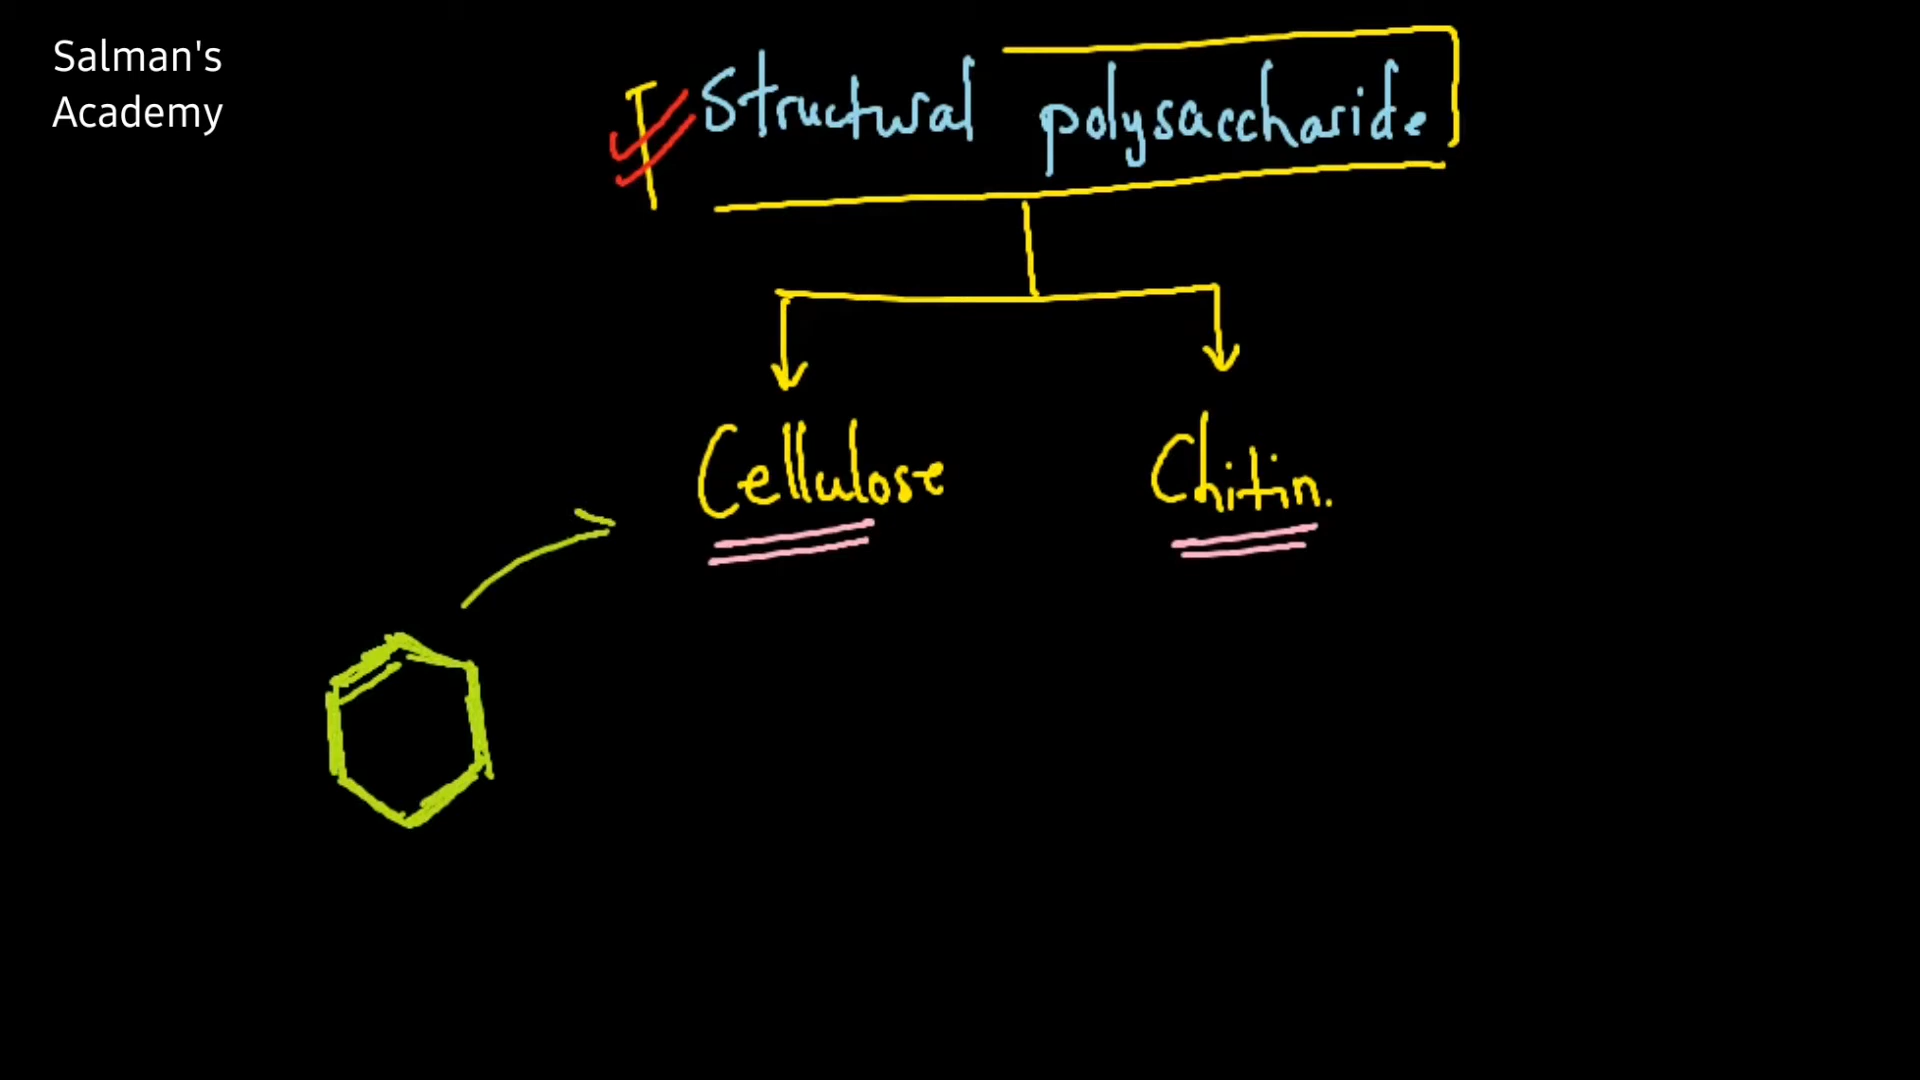 Salman's
Academy
Structural polysaccharide
Cellulose
Chitin.